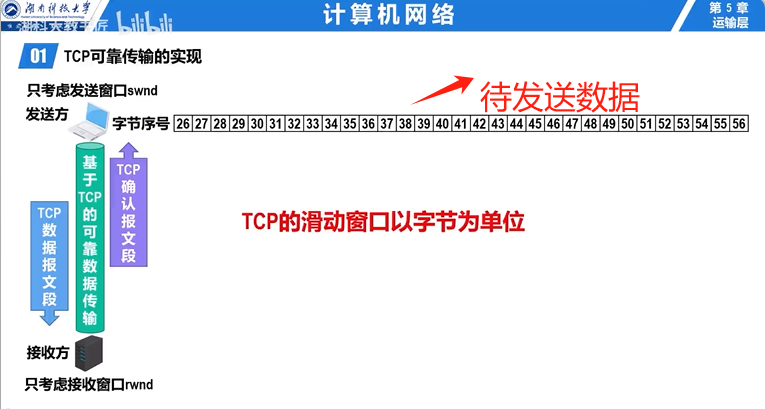 湖南科技大学
湖科大教书匠 bilibili
计算机网络
第 5 章
运输层
01 TCP可靠传输的实现
只考虑发送窗口swnd
发送方
待发送数据
字节序号 26 27 28 29 30 31 32 33 34 35 36 37 38 39 40 41 42 43 44 45 46 47 48 49 50 51 52 53 54 55 56
基于TCP的可靠数据传输
TCP确认报文段
TCP数据报文段
TCP的滑动窗口以字节为单位
接收方
只考虑接收窗口rwnd